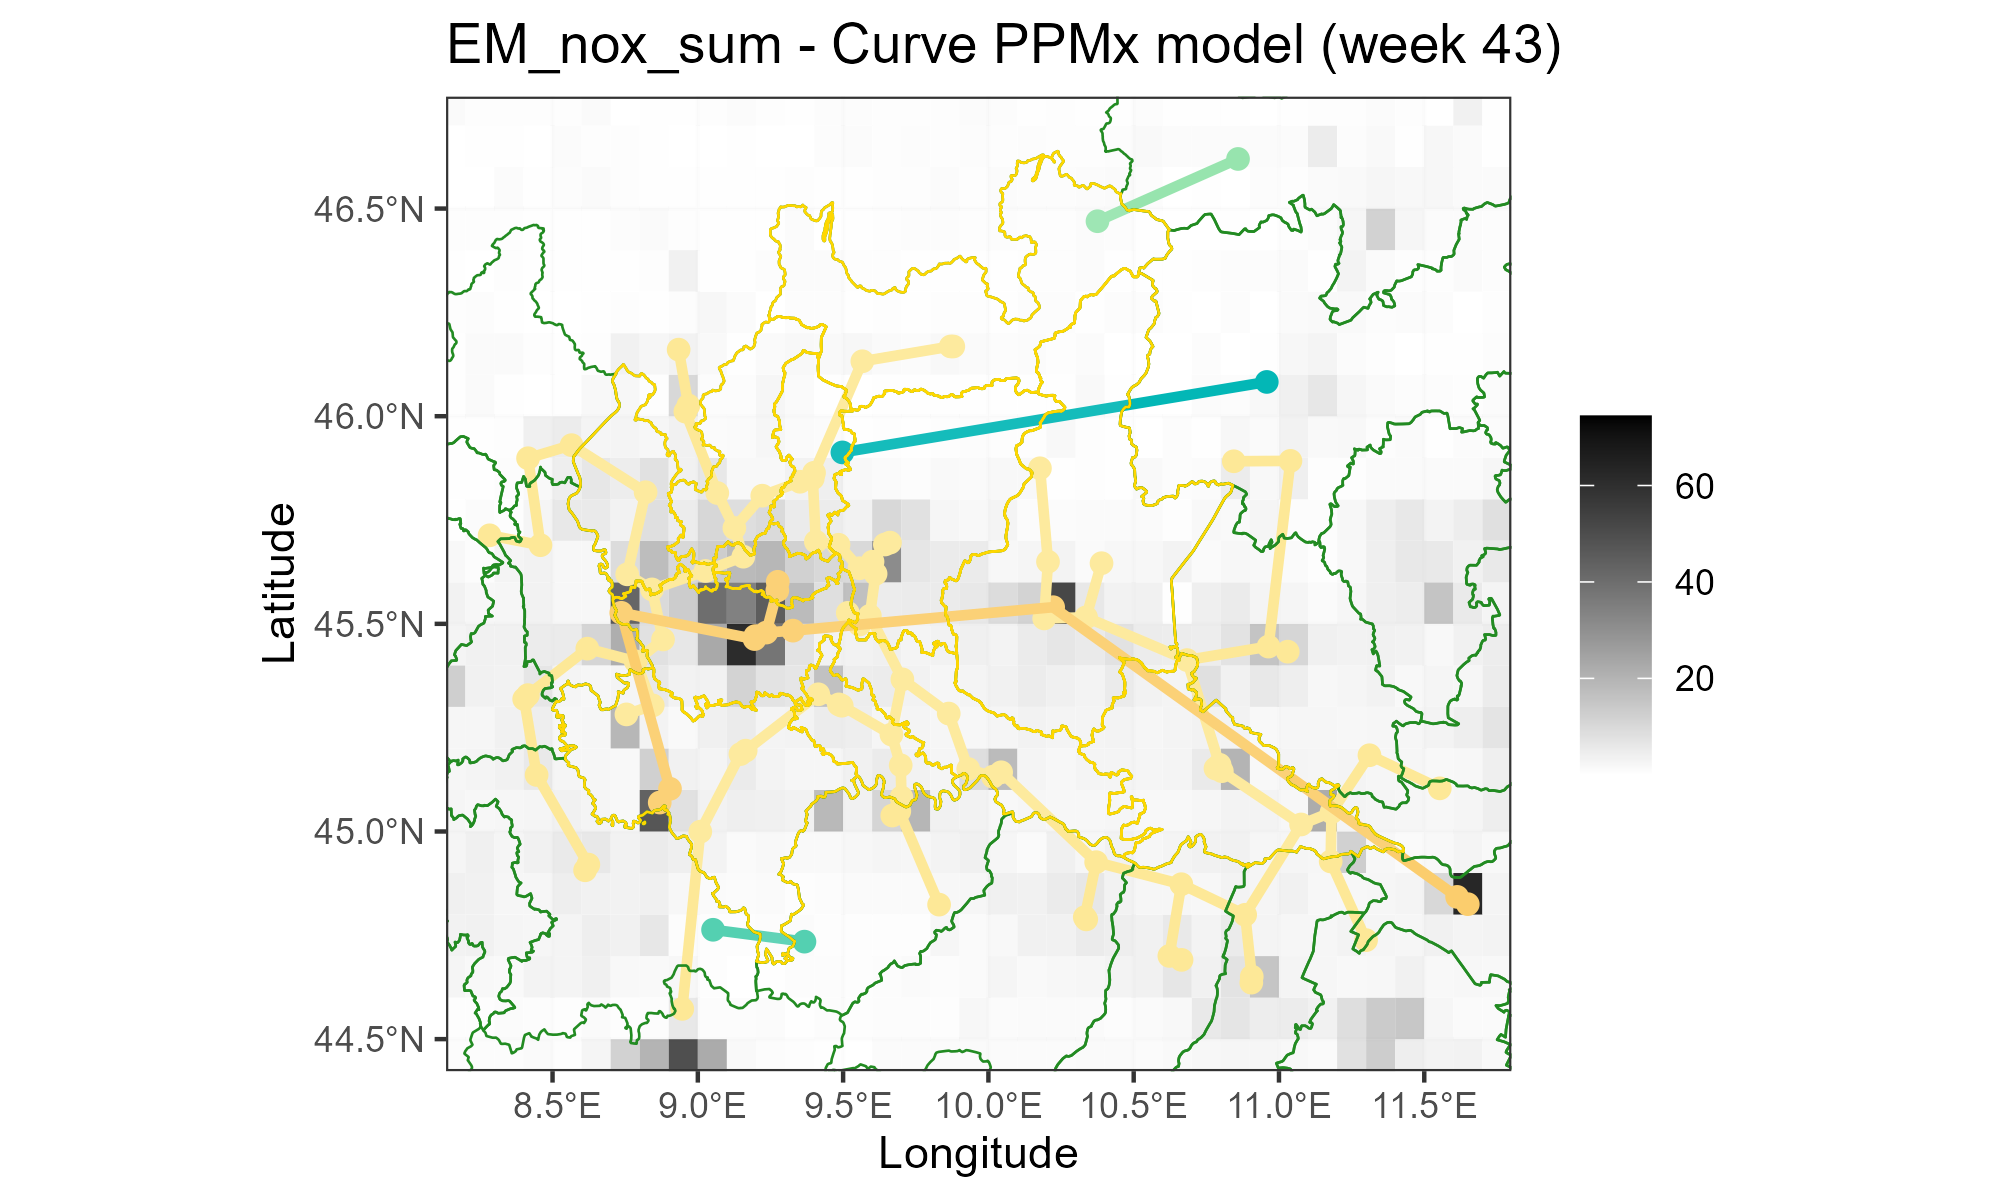 EM_nox_sum - Curve PPMx model (week 43)
46.5°N
46.0°N
45.5°N
45.0°N
44.5°N
Latitude
8.5°E
9.0°E
9.5°E
10.0°E
10.5°E
11.0°E
11.5°E
Longitude
60
40
20